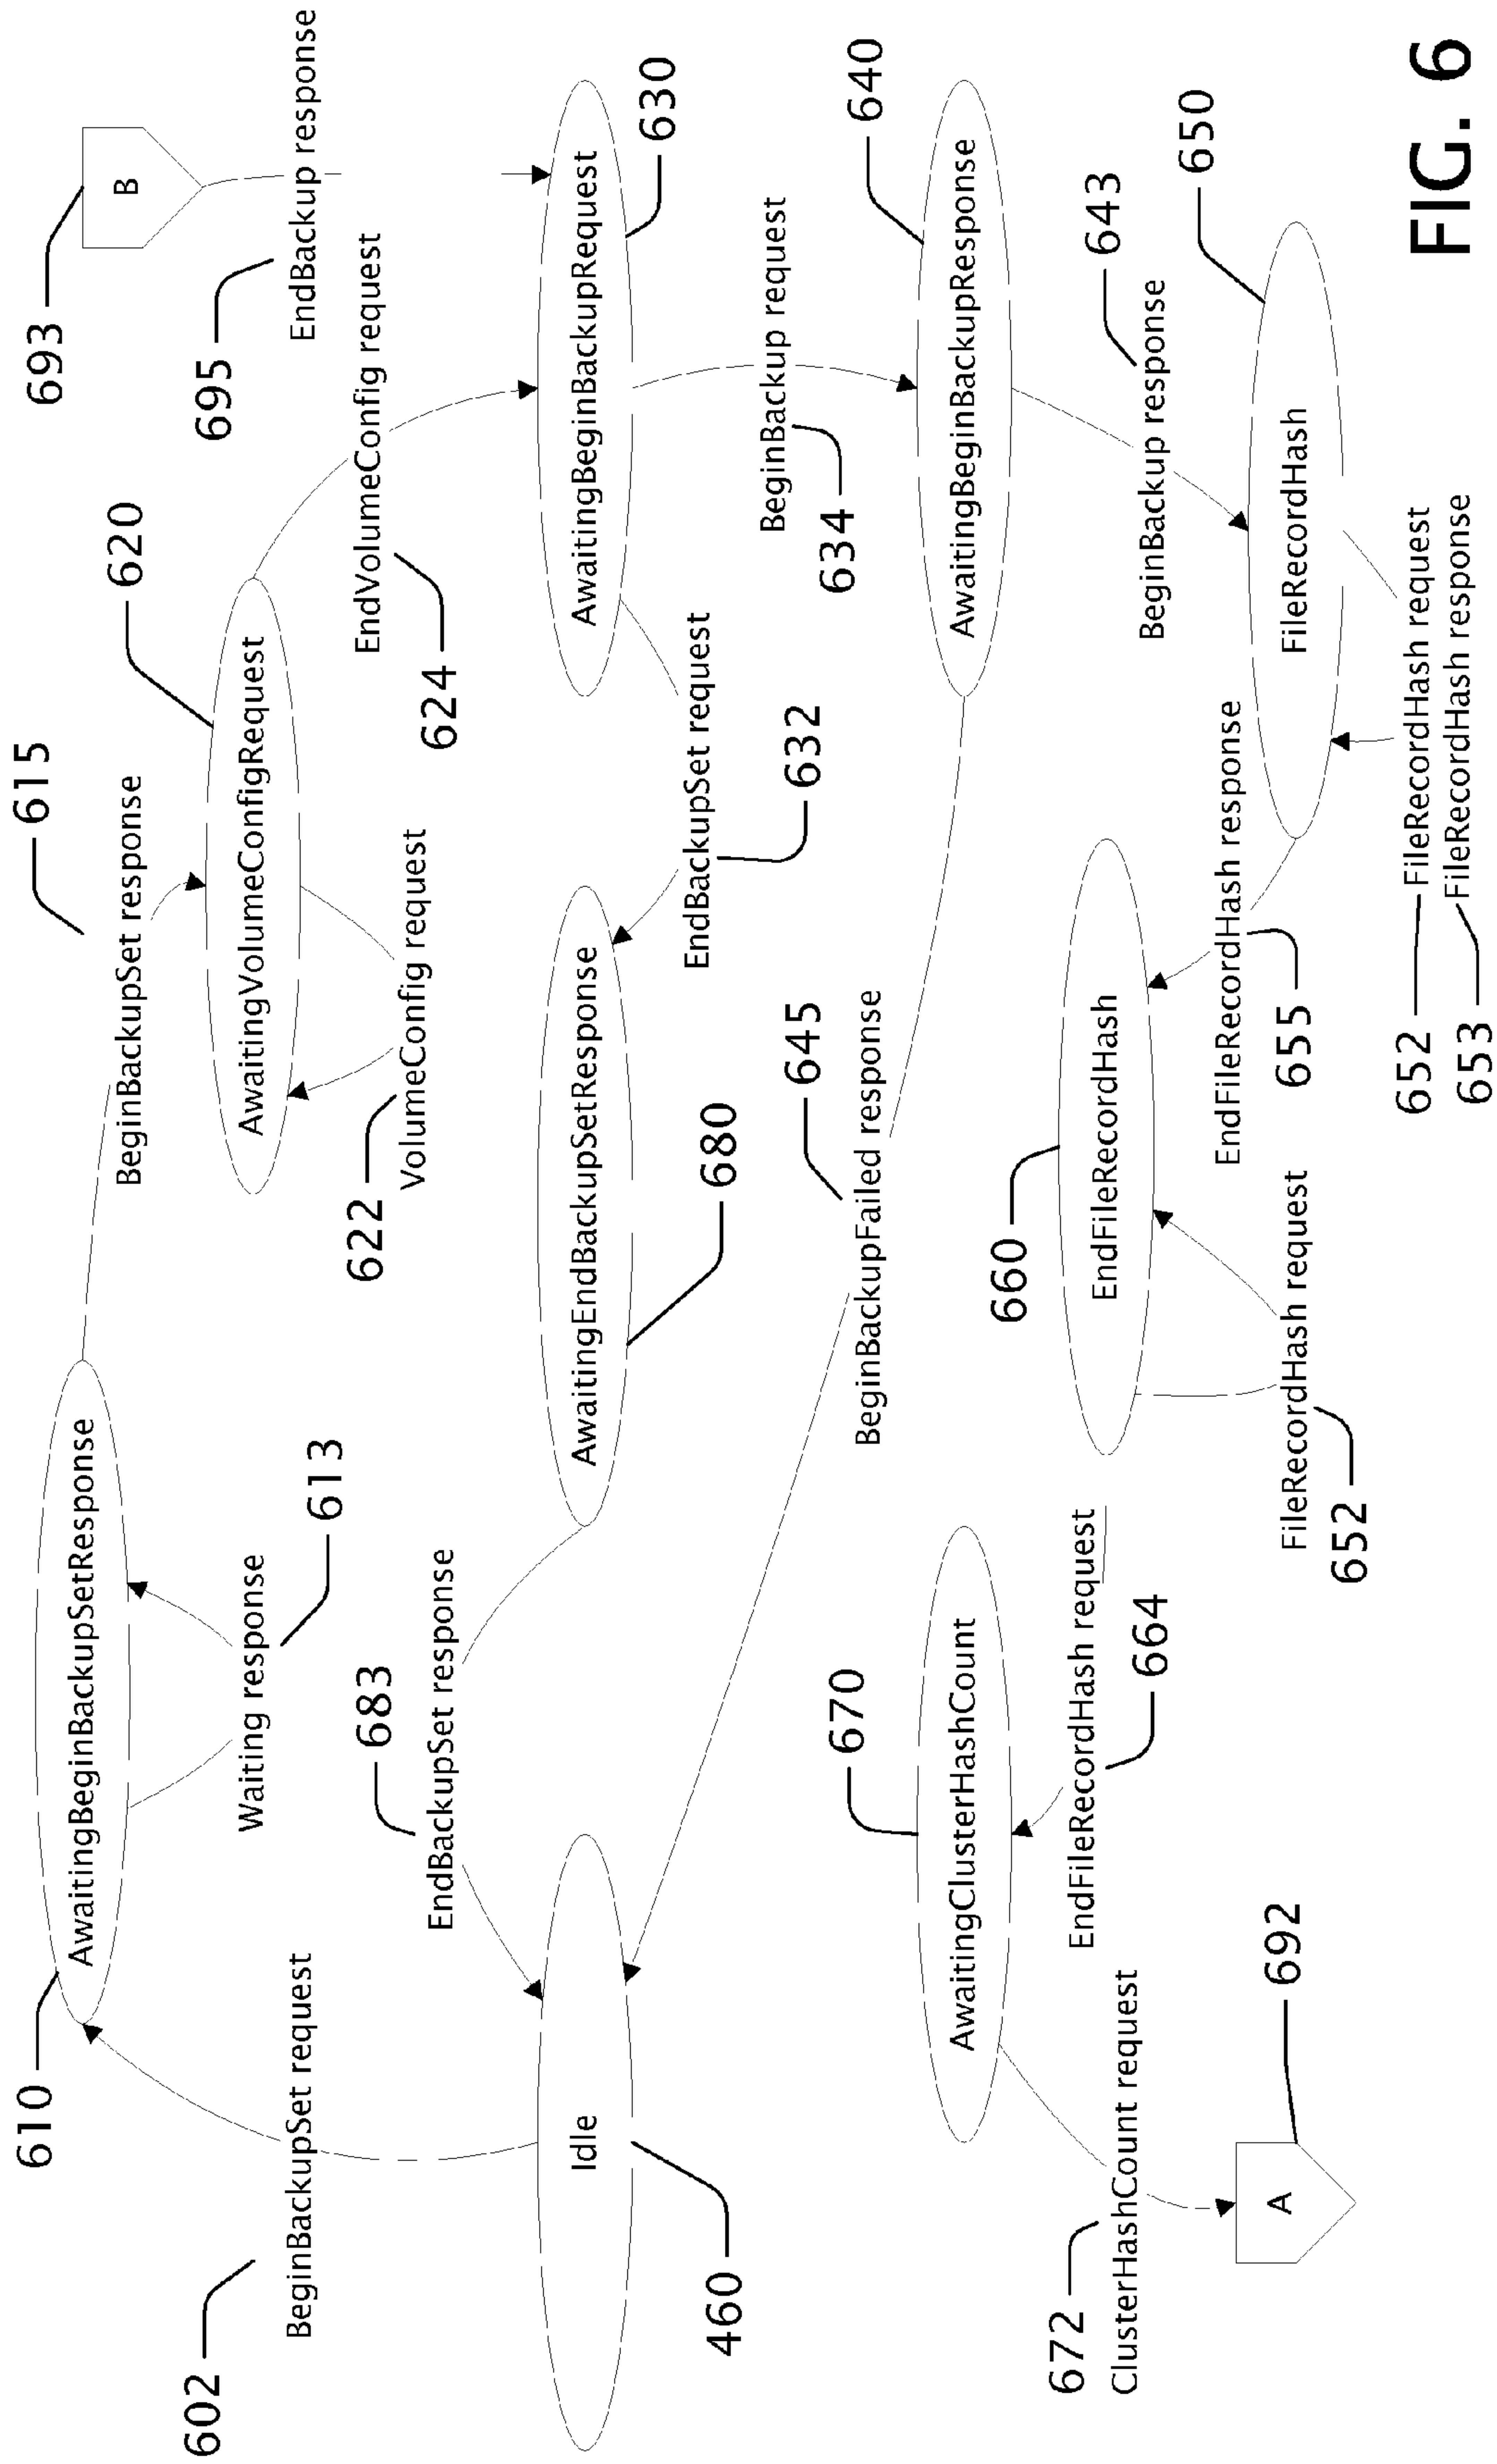 610
AwaitingBeginBackupSetResponse
615
693
B
602
BeginBackupSet request
Waiting response
613
BeginBackupSet response
620
AwaitingVolumeConfigRequest
695
EndBackup response
622
VolumeConfig request
EndVolumeConfig request
624
683
EndBackupSet response
Idle
460
AwaitingEndBackupSetResponse
680
EndBackupSet request
632
AwaitingBeginBackupRequest
630
BeginBackup request
634
645
BeginBackupFailed response
670
AwaitingClusterHashCount
AwaitingBeginBackupResponse
640
672
ClusterHashCount request
EndFileRecordHash request
664
660
EndFileRecordHash
BeginBackup response
643
A
692
FileRecordHash request
652
EndFileRecordHash response
655
FileRecordHash
650
652
FileRecordHash request
653
FileRecordHash response
FIG. 6